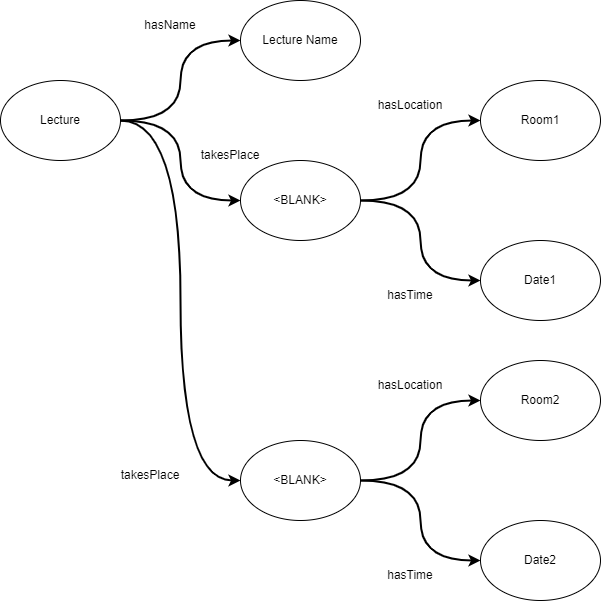 hasName
Lecture Name
Lecture
hasLocation
Room1
takesPlace
<BLANK>
Date1
hasTime
hasLocation
Room2
takesPlace
<BLANK>
Date2
hasTime